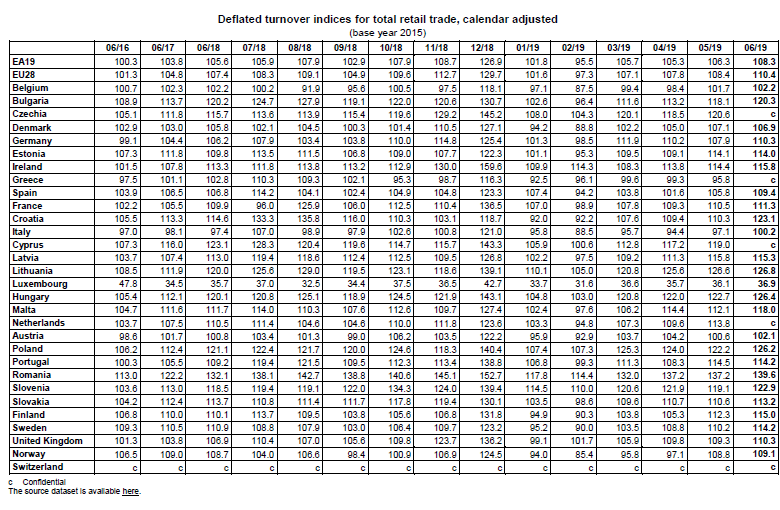 Deflated turnover indices for total retail trade, calendar adjusted
(base year 2015)
06/16 06/17 06/18 07/18 08/18 09/18 10/18 11/18 12/18 01/19 02/19 03/19 04/19 05/19 06/19
EA19 100.3 103.8 105.6 105.9 107.9 102.9 107.9 108.7 126.9 101.8 95.5 105.7 105.3 106.3 108.3
EU28 101.3 104.8 107.4 108.3 109.1 104.9 109.6 112.7 129.7 101.6 97.3 107.1 107.8 108.4 110.4
Belgium 100.7 102.3 102.2 100.2 91.9 95.6 100.5 97.5 118.1 97.1 87.5 99.4 98.4 101.7 102.2
Bulgaria 108.9 113.7 120.2 124.7 127.9 119.1 122.0 120.6 130.7 102.6 96.4 111.6 113.2 118.1 120.3
Czechia 105.1 111.8 115.7 113.6 113.9 115.4 119.6 129.2 145.2 108.0 104.3 120.1 118.5 120.6 c
Denmark 102.9 103.0 105.8 102.1 104.5 100.3 101.4 110.5 127.1 94.2 88.8 102.2 105.0 107.1 106.9
Germany 99.1 104.4 106.2 107.9 103.4 103.8 110.0 114.8 125.4 101.3 98.5 111.9 110.2 107.9 110.3
Estonia 107.3 111.8 109.8 113.5 111.5 106.8 109.0 107.7 122.3 101.1 95.3 109.5 109.1 114.1 114.0
Ireland 101.5 107.8 113.3 111.8 113.8 113.2 112.9 130.0 159.6 109.9 114.3 108.3 113.8 114.4 115.8
Greece 97.5 101.1 102.8 110.3 109.3 102.1 95.3 98.7 116.3 92.5 96.1 99.6 99.3 95.8 c
Spain 103.9 106.5 106.8 114.2 104.1 102.4 104.9 104.8 123.3 107.4 94.2 103.8 101.6 105.8 109.4
France 102.2 105.5 109.9 96.0 125.9 106.0 112.5 110.4 136.5 107.0 98.9 107.8 109.3 110.5 111.3
Croatia 105.5 113.3 114.6 133.3 135.8 116.0 110.3 103.1 118.7 92.0 92.2 107.6 109.4 110.3 123.1
Italy 97.0 98.1 97.4 107.0 98.9 97.9 102.6 100.8 121.0 95.8 88.5 95.7 94.4 97.1 100.2
Cyprus 107.3 116.0 123.1 128.3 120.4 119.6 114.7 115.7 143.3 105.9 100.6 112.8 117.2 119.0 c
Latvia 103.7 107.4 113.0 119.4 118.6 112.4 112.5 109.5 126.8 102.2 97.5 109.2 111.3 115.8 115.3
Lithuania 108.5 111.9 120.0 125.6 129.0 119.5 123.1 118.6 139.1 110.1 105.0 120.8 125.6 126.6 126.8
Luxembourg 47.8 34.5 35.7 37.0 32.5 34.4 37.5 36.5 42.7 33.7 31.6 36.6 35.7 36.1 36.9
Hungary 105.4 112.1 120.1 120.8 125.1 118.9 124.5 121.9 143.1 104.8 103.0 120.8 122.0 122.7 126.4
Malta 104.7 111.6 111.7 114.0 110.3 107.6 112.6 109.7 127.4 102.4 97.6 106.2 114.4 112.1 118.0
Netherlands 103.7 107.5 110.5 111.4 104.6 104.6 110.0 111.8 123.6 103.3 94.8 107.3 109.6 113.8 c
Austria 98.6 101.7 100.8 103.4 101.3 99.0 106.2 103.5 122.2 95.9 92.9 103.7 104.2 100.6 102.1
Poland 106.2 112.4 121.1 122.4 121.7 120.0 124.6 118.3 140.4 107.4 107.3 125.3 124.0 122.2 126.2
Portugal 100.3 105.5 109.2 119.4 121.5 109.5 112.3 113.4 138.8 106.8 99.3 111.3 108.3 114.5 114.2
Romania 113.0 122.2 132.1 138.1 142.7 138.8 140.6 145.1 152.7 117.8 114.4 132.0 137.2 137.2 139.6
Slovenia 103.6 113.0 118.5 119.4 119.1 122.0 134.3 124.0 139.4 114.5 110.0 120.6 121.9 119.1 122.9
Slovakia 104.2 112.4 113.7 110.8 111.4 111.7 117.8 119.4 130.1 103.5 98.6 109.6 110.7 110.6 113.2
Finland 106.8 110.0 110.1 113.7 109.5 103.8 105.6 106.8 131.8 94.9 90.3 103.8 105.3 112.3 115.0
Sweden 109.3 110.5 110.9 108.8 107.9 103.0 106.4 109.7 123.2 95.2 90.0 103.5 108.8 110.2 114.2
United Kingdom 101.3 103.8 106.9 110.4 107.0 105.6 109.8 123.7 136.2 99.1 101.7 105.9 109.8 109.3 110.3
Norway 106.5 109.0 108.7 104.0 106.6 98.4 100.9 106.9 124.5 94.0 85.4 95.8 97.1 108.8 109.1
Switzerland c c c c c c c c c c c c c c c
c Confidential
The source dataset is available here.